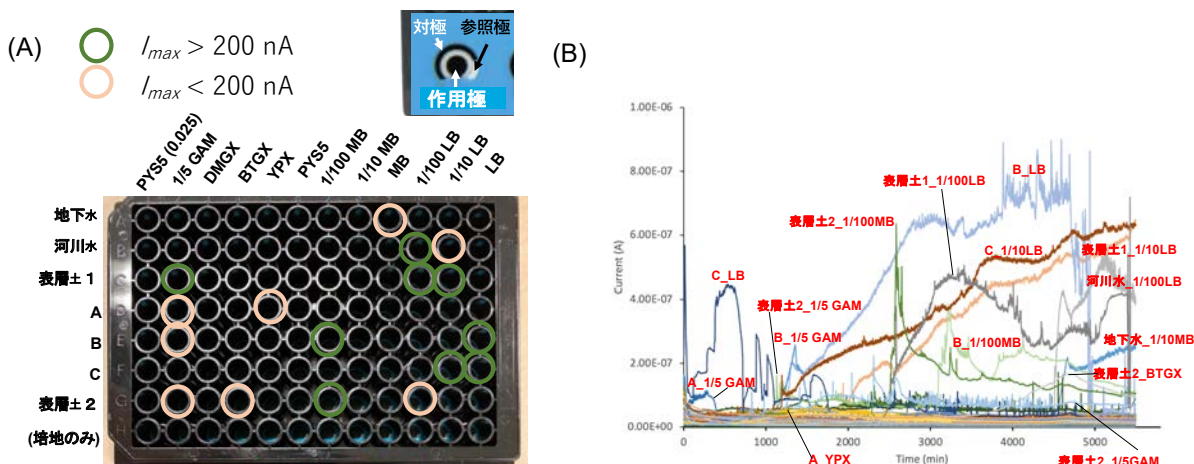 (A)
I_max > 200 nA
I_max < 200 nA
対極
参照極
作用極
PYS5 (0.025)
1/5 GAM
DMGX
BTGX
YPX
PYS5
1/100 MB
1/10 MB
MB
1/100 LB
1/10 LB
LB
地下水
河川水
表層土 1
A
B
C
表層土 2
(培地のみ)
(B)
1.00E-06
8.00E-07
6.00E-07
4.00E-07
2.00E-07
0.00E+00
Current (A)
0
1000
2000
3000
4000
5000
Time (min)
B_LB
表層土1_1/100LB
表層土2_1/100MB
C_1/10LB
表層土1_1/10LB
C_LB
河川水_1/100LB
表層土2_1/5 GAM
B_1/5 GAM
B_1/100MB
地下水_1/10MB
表層土2_BTGX
A_1/5 GAM
A_YPX
表層土2_1/5GAM